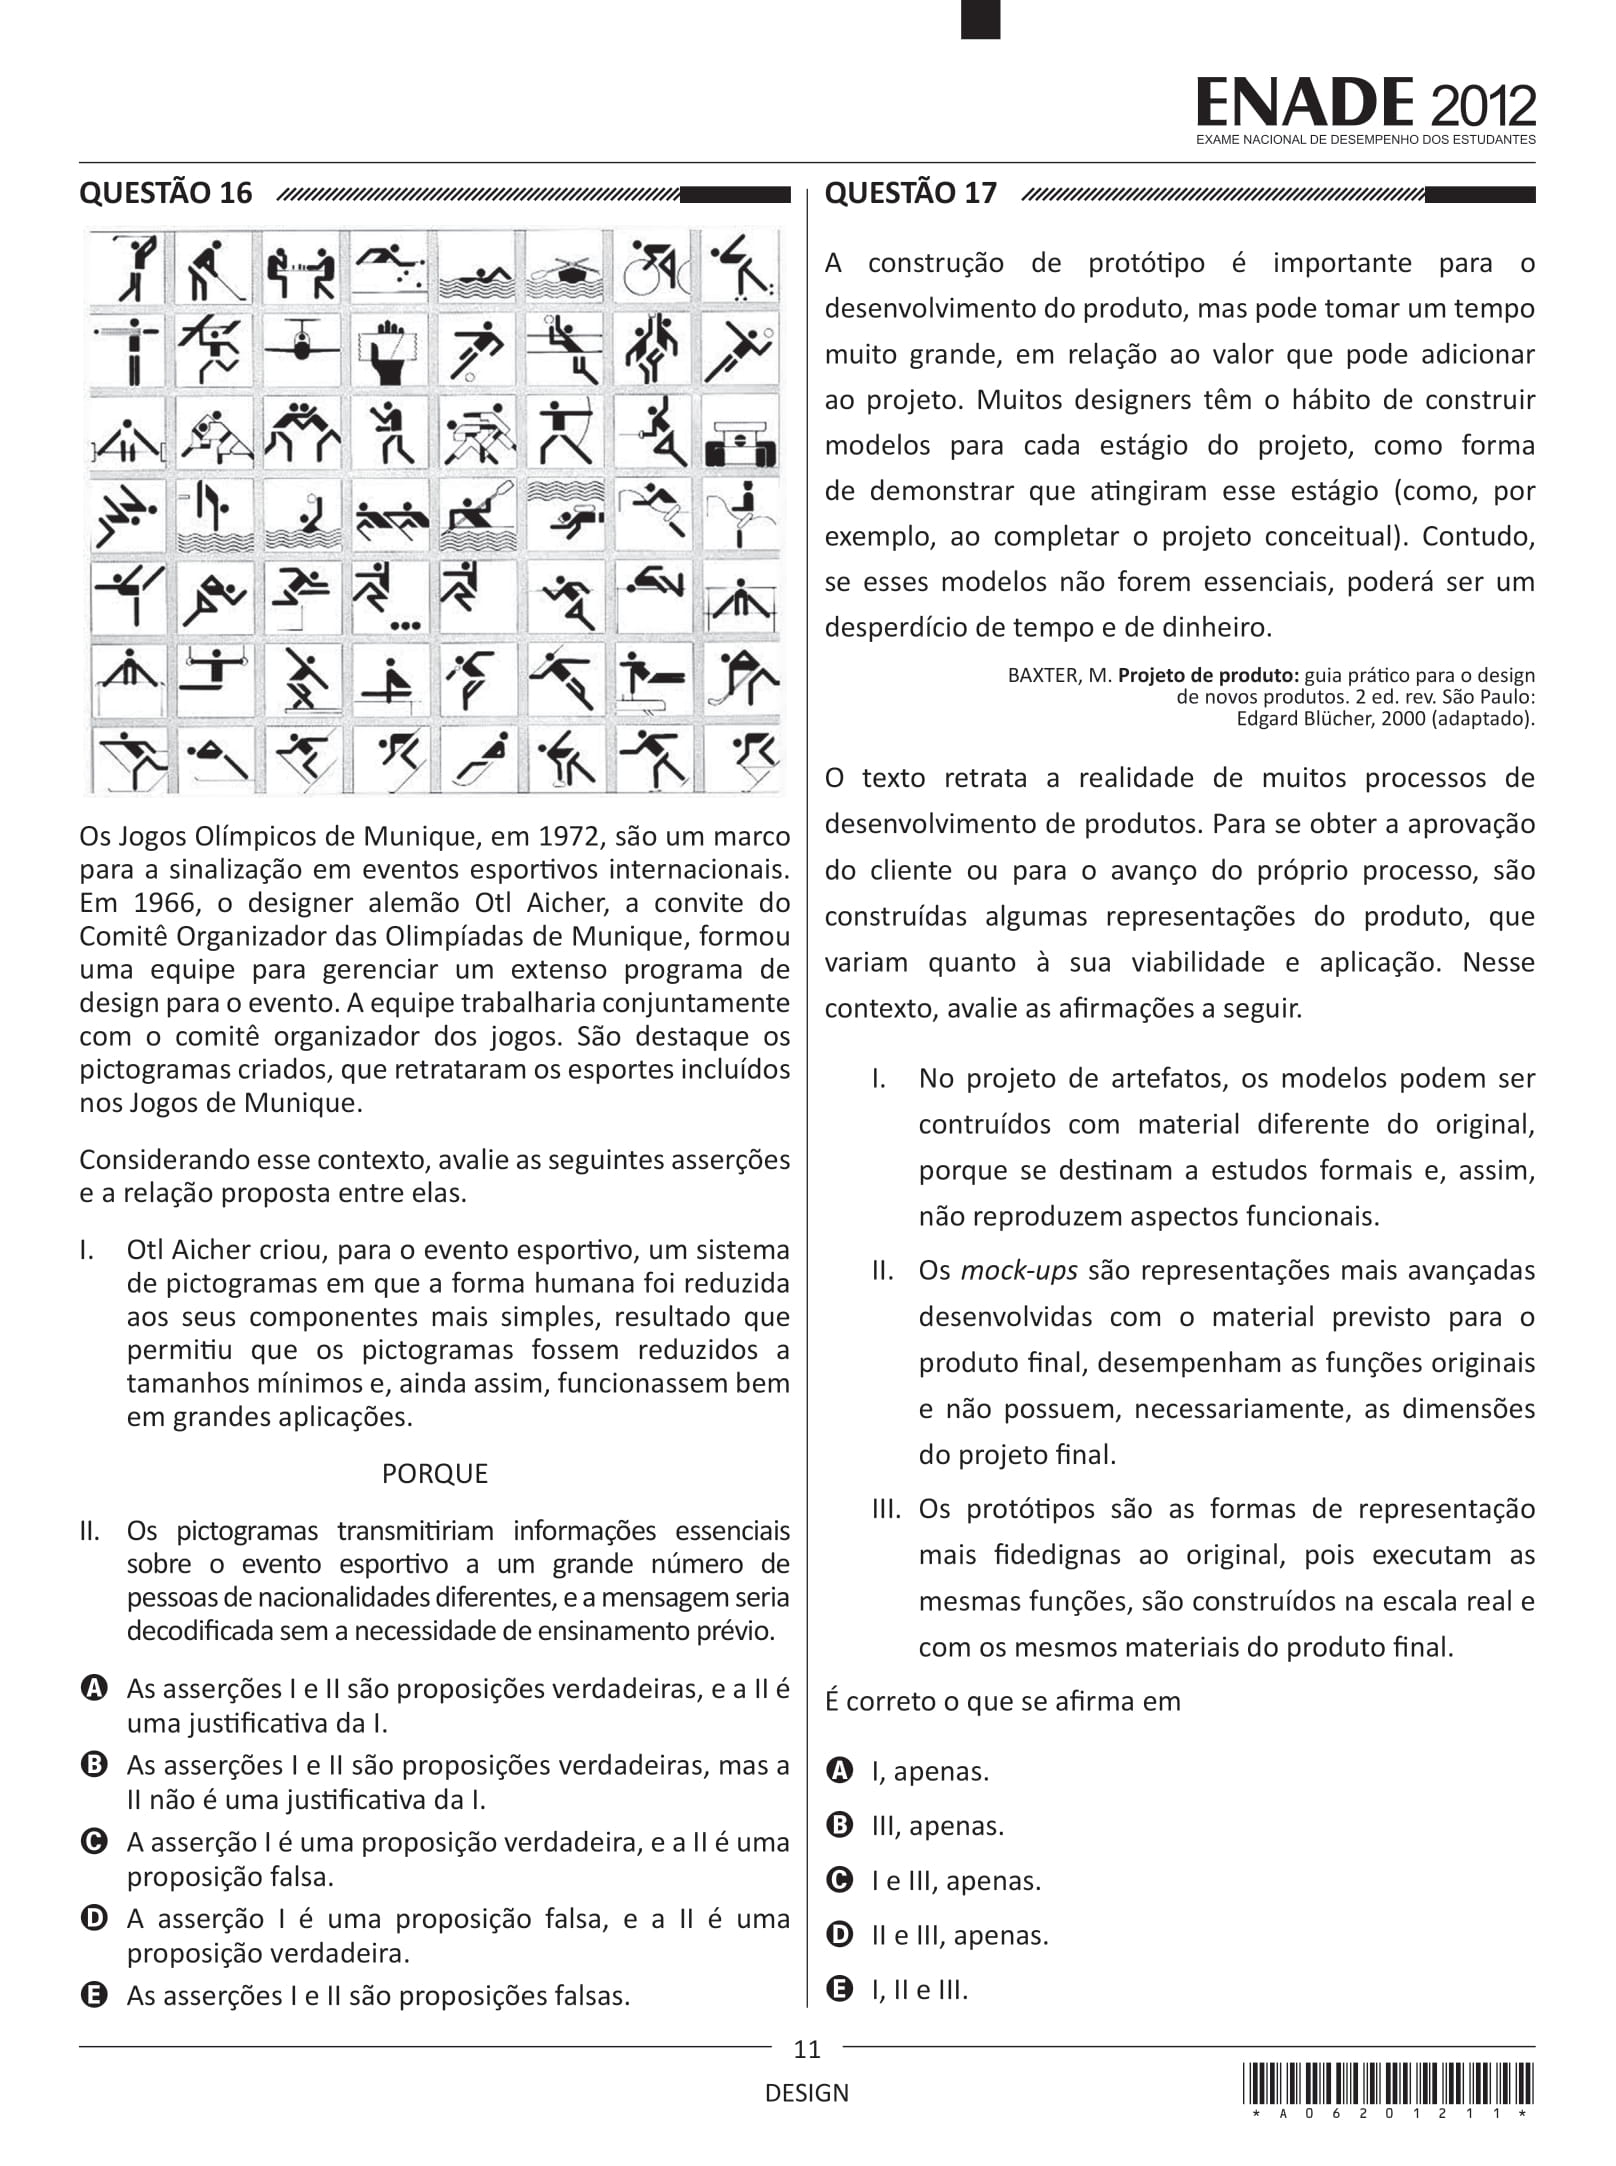 ENADE 2012
EXAME NACIONAL DE DESEMPENHO DOS ESTUDANTES
QUESTÃO 16
Os Jogos Olímpicos de Munique, em 1972, são um marco
para a sinalização em eventos esportivos internacionais.
Em 1966, o designer alemão Otl Aicher, a convite do
Comitê Organizador das Olimpíadas de Munique, formou
uma equipe para gerenciar um extenso programa de
design para o evento. A equipe trabalharia conjuntamente
com o comitê organizador dos jogos. São destaque os
pictogramas criados, que retrataram os esportes incluídos
nos Jogos de Munique.
Considerando esse contexto, avalie as seguintes asserções
e a relação proposta entre elas.
I. Otl Aicher criou, para o evento esportivo, um sistema
de pictogramas em que a forma humana foi reduzida
aos seus componentes mais simples, resultado que
permitiu que os pictogramas fossem reduzidos a
tamanhos mínimos e, ainda assim, funcionassem bem
em grandes aplicações.
PORQUE
II. Os pictogramas transmitiriam informações essenciais
sobre o evento esportivo a um grande número de
pessoas de nacionalidades diferentes, e a mensagem seria
decodificada sem a necessidade de ensinamento prévio.
A As asserções I e II são proposições verdadeiras, e a II é
uma justificativa da I.
B As asserções I e II são proposições verdadeiras, mas a
II não é uma justificativa da I.
C A asserção I é uma proposição verdadeira, e a II é uma
proposição falsa.
D A asserção I é uma proposição falsa, e a II é uma
proposição verdadeira.
E As asserções I e II são proposições falsas.
QUESTÃO 17
A construção de protótipo é importante para o
desenvolvimento do produto, mas pode tomar um tempo
muito grande, em relação ao valor que pode adicionar
ao projeto. Muitos designers têm o hábito de construir
modelos para cada estágio do projeto, como forma
de demonstrar que atingiram esse estágio (como, por
exemplo, ao completar o projeto conceitual). Contudo,
se esses modelos não forem essenciais, poderá ser um
desperdício de tempo e de dinheiro.
BAXTER, M. Projeto de produto: guia prático para o design
de novos produtos. 2 ed. rev. São Paulo:
Edgard Blücher, 2000 (adaptado).
O texto retrata a realidade de muitos processos de
desenvolvimento de produtos. Para se obter a aprovação
do cliente ou para o avanço do próprio processo, são
construídas algumas representações do produto, que
variam quanto à sua viabilidade e aplicação. Nesse
contexto, avalie as afirmações a seguir.
I. No projeto de artefatos, os modelos podem ser
contruídos com material diferente do original,
porque se destinam a estudos formais e, assim,
não reproduzem aspectos funcionais.
II. Os mock-ups são representações mais avançadas
desenvolvidas com o material previsto para o
produto final, desempenham as funções originais
e não possuem, necessariamente, as dimensões
do projeto final.
III. Os protótipos são as formas de representação
mais fidedignas ao original, pois executam as
mesmas funções, são construídos na escala real e
com os mesmos materiais do produto final.
É correto o que se afirma em
A I, apenas.
B III, apenas.
C I e III, apenas.
D II e III, apenas.
E I, II e III.
11
DESIGN
*A0620121 1*